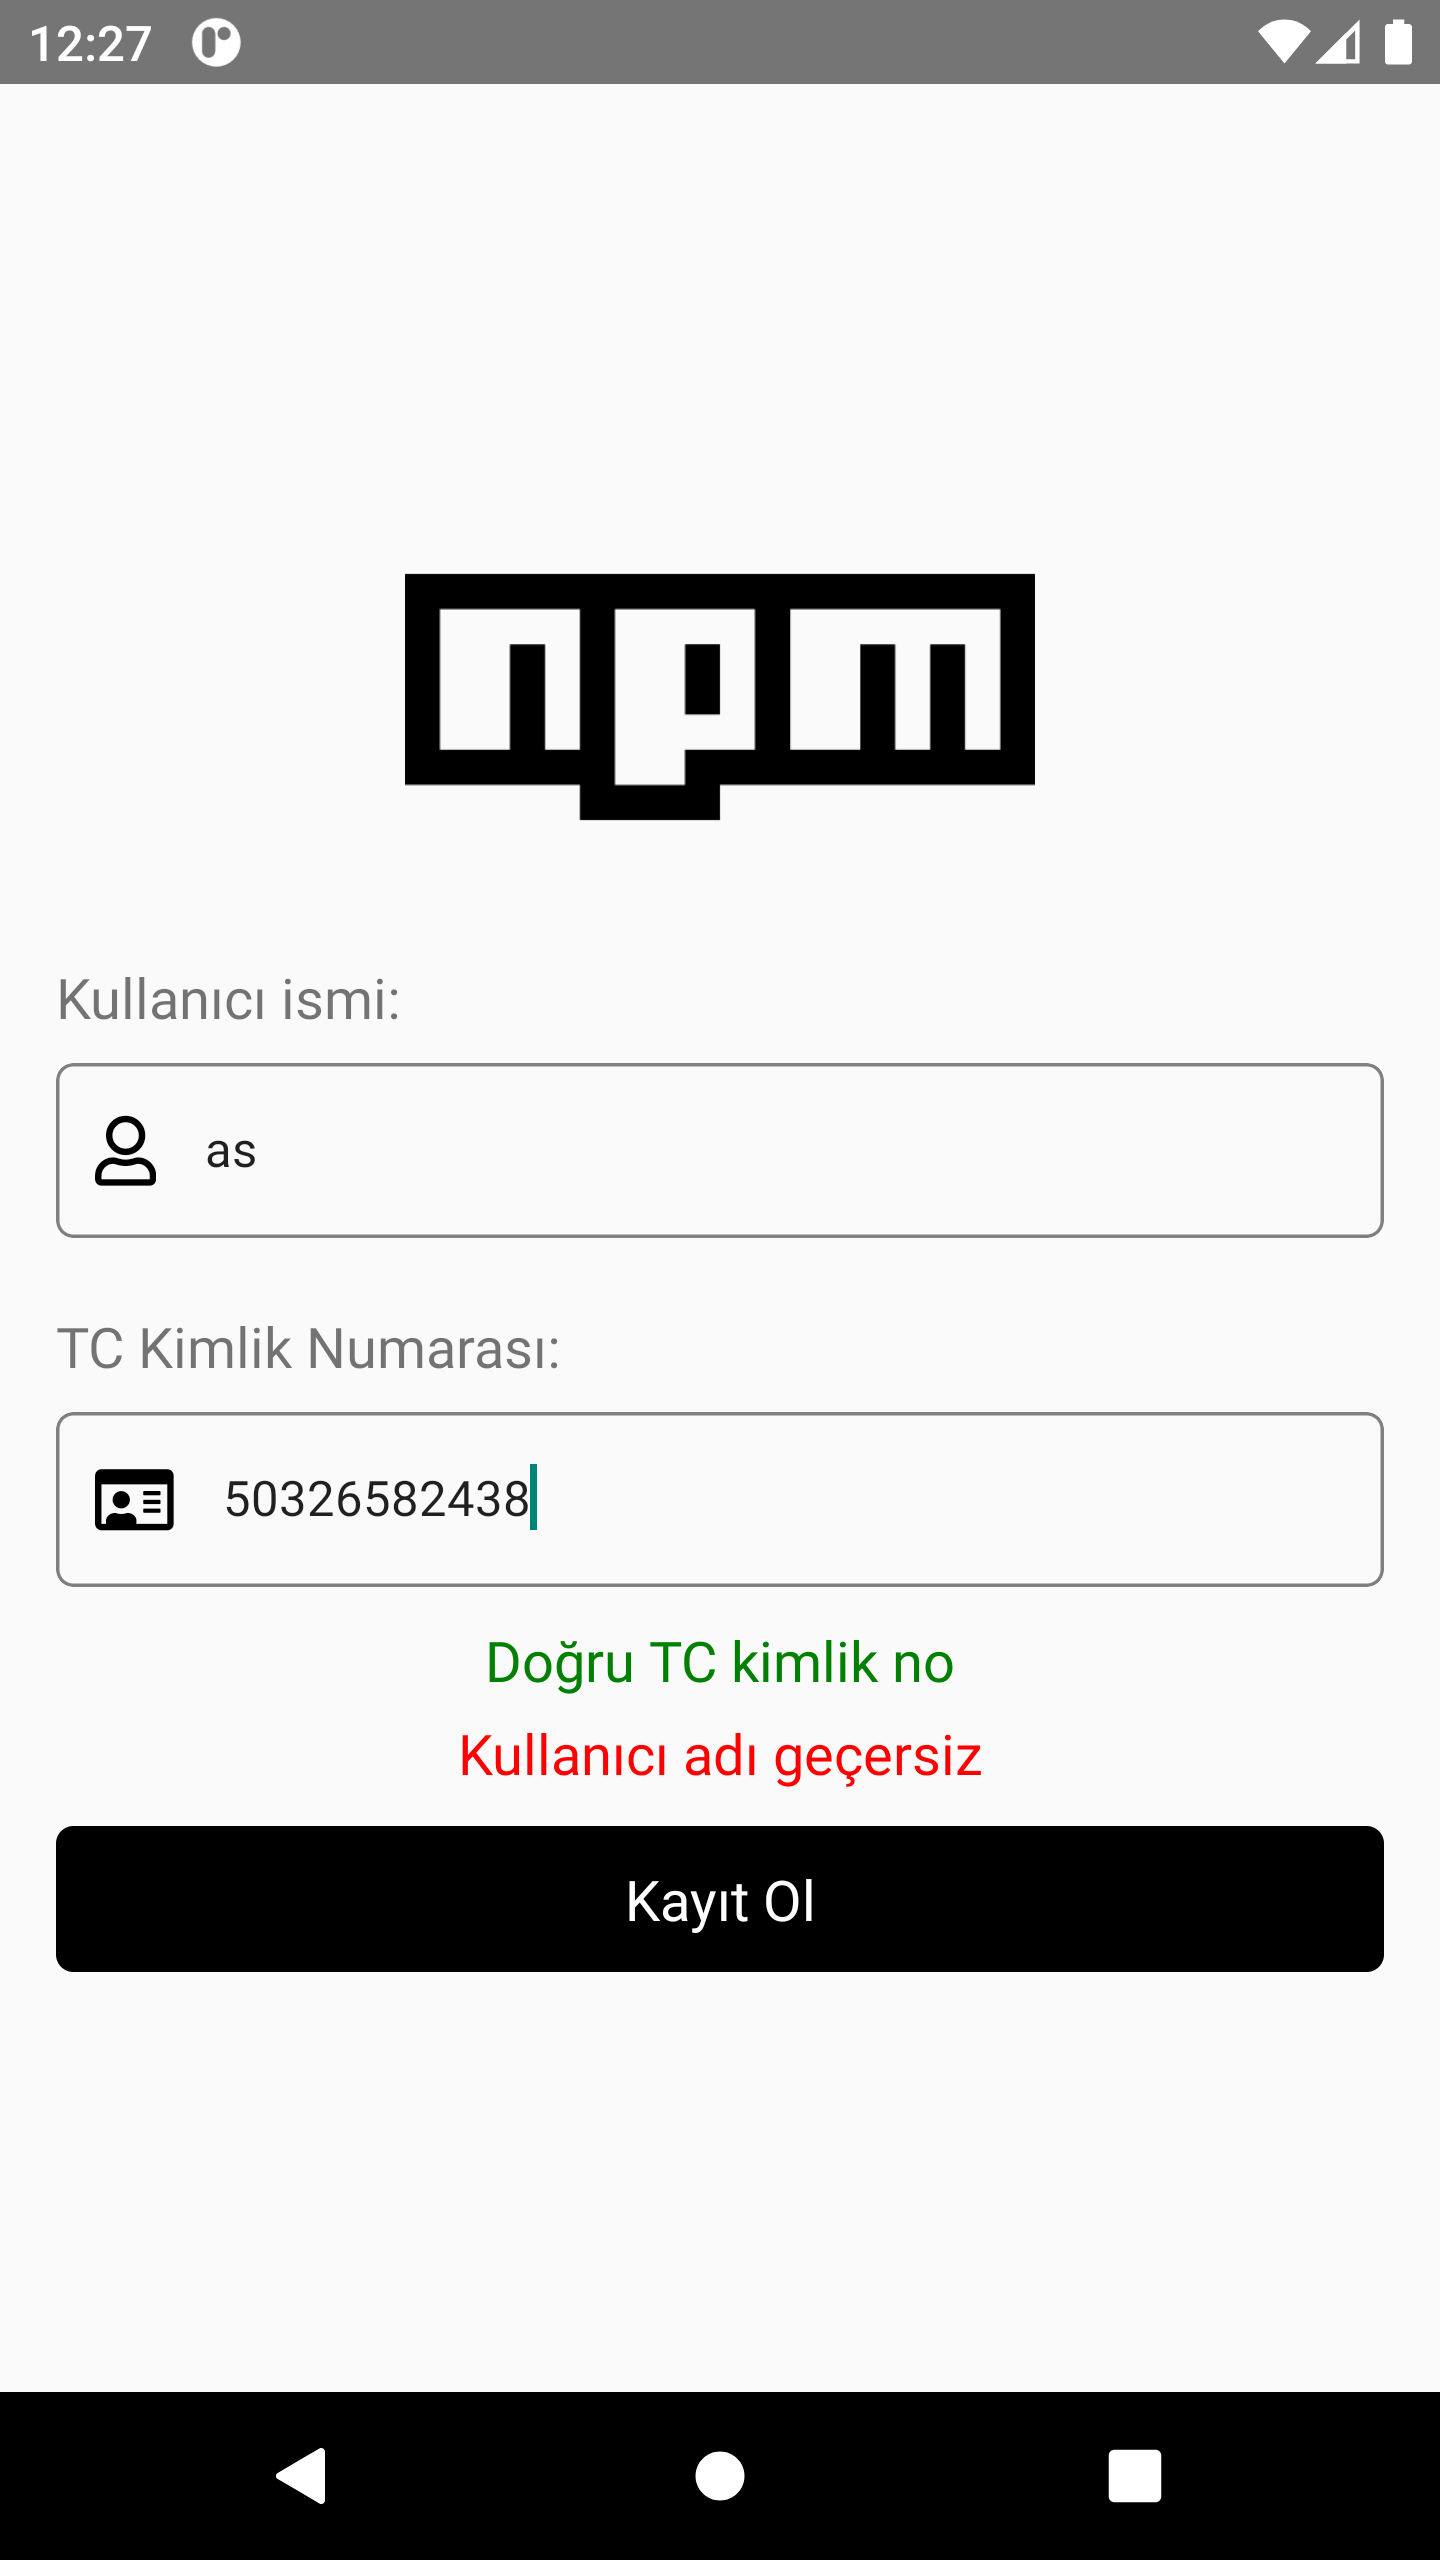 12:27
npm
Kullanıcı ismi:
as
TC Kimlik Numarası:
50326582438
Doğru TC kimlik no
Kullanıcı adı geçersiz
Kayıt Ol